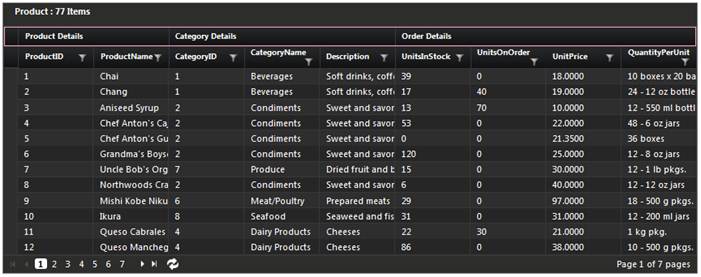 Product : 77 Items
Product Details Category Details Order Details
ProductID ProductName CategoryID CategoryName Description UnitsInStock UnitsOnOrder UnitPrice QuantityPerUnit
1 Chai 1 Beverages Soft drinks, coff 39 0 18.0000 10 boxes x 20 ba
2 Chang 1 Beverages Soft drinks, coff 17 40 19.0000 24 - 12 oz bottle
3 Aniseed Syrup 2 Condiments Sweet and savor 13 70 10.0000 12 - 550 ml bottl
4 Chef Anton's Ca 2 Condiments Sweet and savor 53 0 22.0000 48 - 6 oz jars
5 Chef Anton's Gu 2 Condiments Sweet and savor 0 0 21.3500 36 boxes
6 Grandma's Boys 2 Condiments Sweet and savor 120 0 25.0000 12 - 8 oz jars
7 Uncle Bob's Org 7 Produce Dried fruit and b 15 0 30.0000 12 - 1 lb pkgs.
8 Northwoods Cra 2 Condiments Sweet and savor 6 0 40.0000 12 - 12 oz jars
9 Mishi Kobe Niku 6 Meat/Poultry Prepared meats 29 0 97.0000 18 - 500 g pkgs.
10 Ikura 8 Seafood Seaweed and fis 31 0 31.0000 12 - 200 ml jars
11 Queso Cabrales 4 Dairy Products Cheeses 22 30 21.0000 1 kg pkg.
12 Queso Mancheg 4 Dairy Products Cheeses 86 0 38.0000 10 - 500 g pkgs.
1 2 3 4 5 6 7 Page 1 of 7 pages